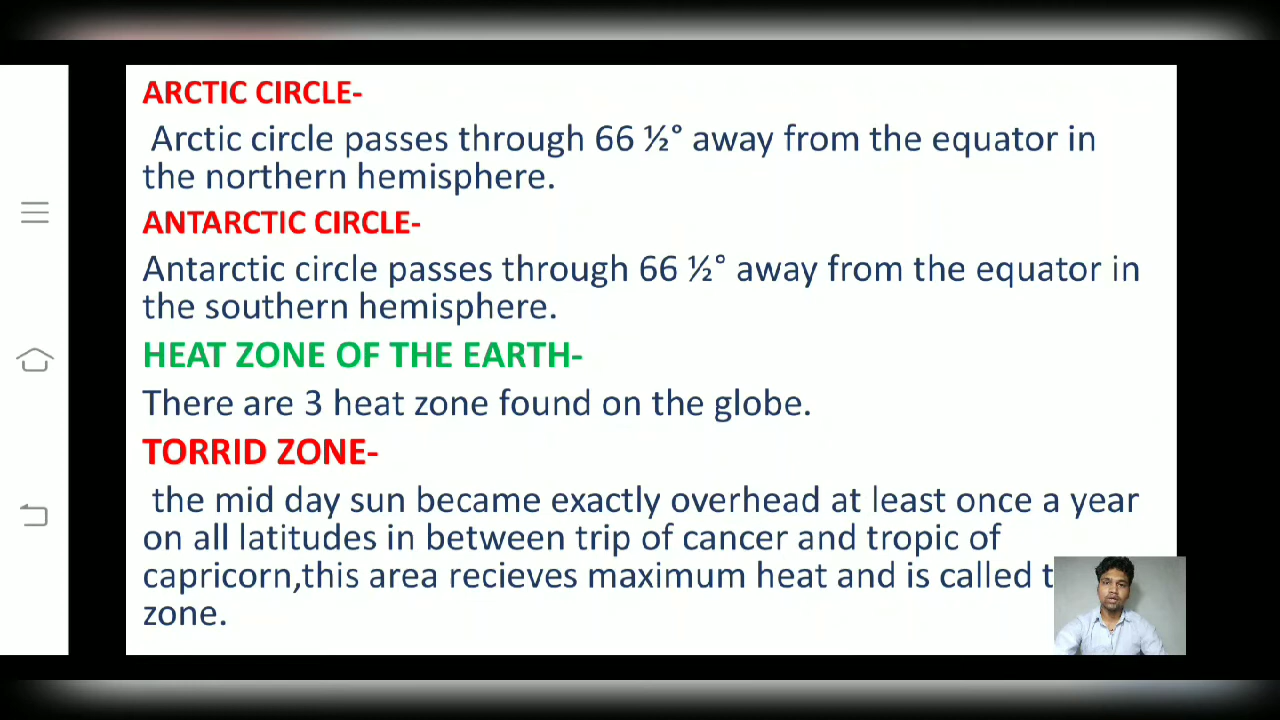 ARCTIC CIRCLE-
Arctic circle passes through 66 ½° away from the equator in
the northern hemisphere.
ANTARCTIC CIRCLE-
Antarctic circle passes through 66 ½° away from the equator in
the southern hemisphere.
HEAT ZONE OF THE EARTH-
There are 3 heat zone found on the globe.
TORRID ZONE-
the mid day sun became exactly overhead at least once a year
on all latitudes in between trip of cancer and tropic of
capricorn,this area recieves maximum heat and is called
zone.